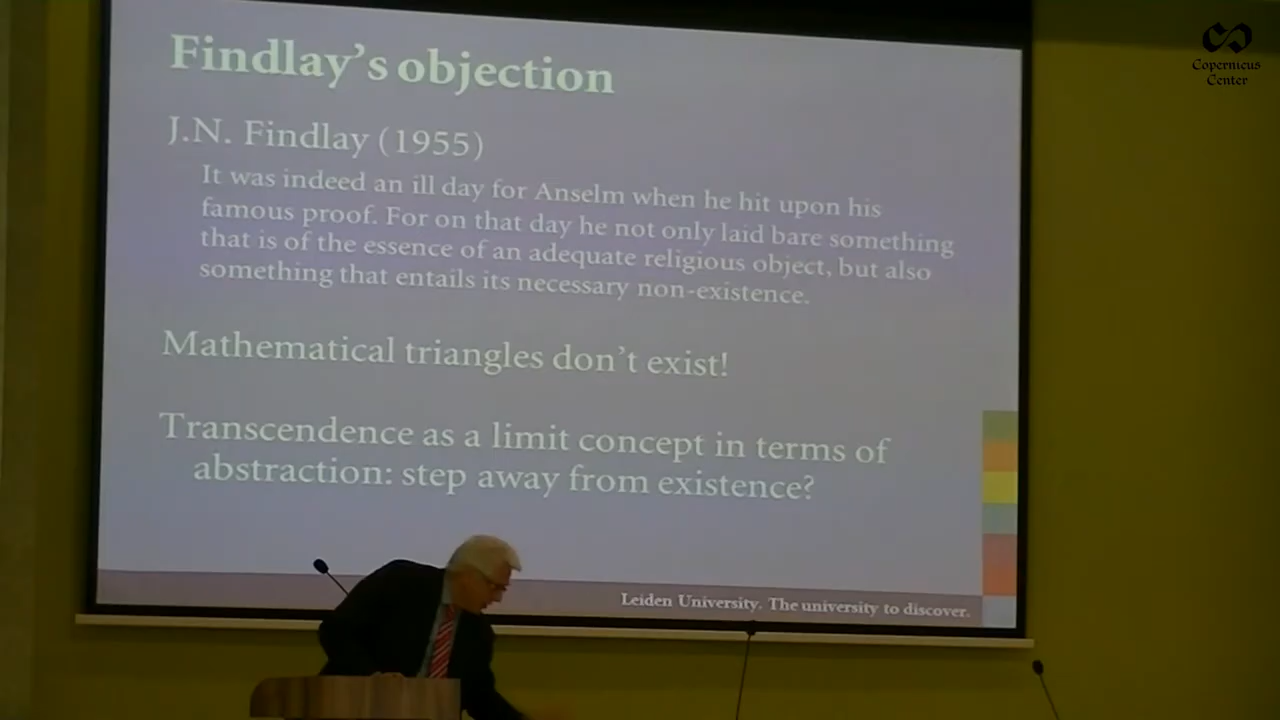 Copernicus
Center
Findlay's objection
J.N. Findlay (1955)
It was indeed an ill day for Anselm when he hit upon his
famous proof. For on that day he not only laid bare something
that is of the essence of an adequate religious object, but also
something that entails its necessary non-existence.
Mathematical triangles don't exist!
Transcendence as a limit concept in terms of
abstraction: step away from existence?
Leiden University. The university to discover.